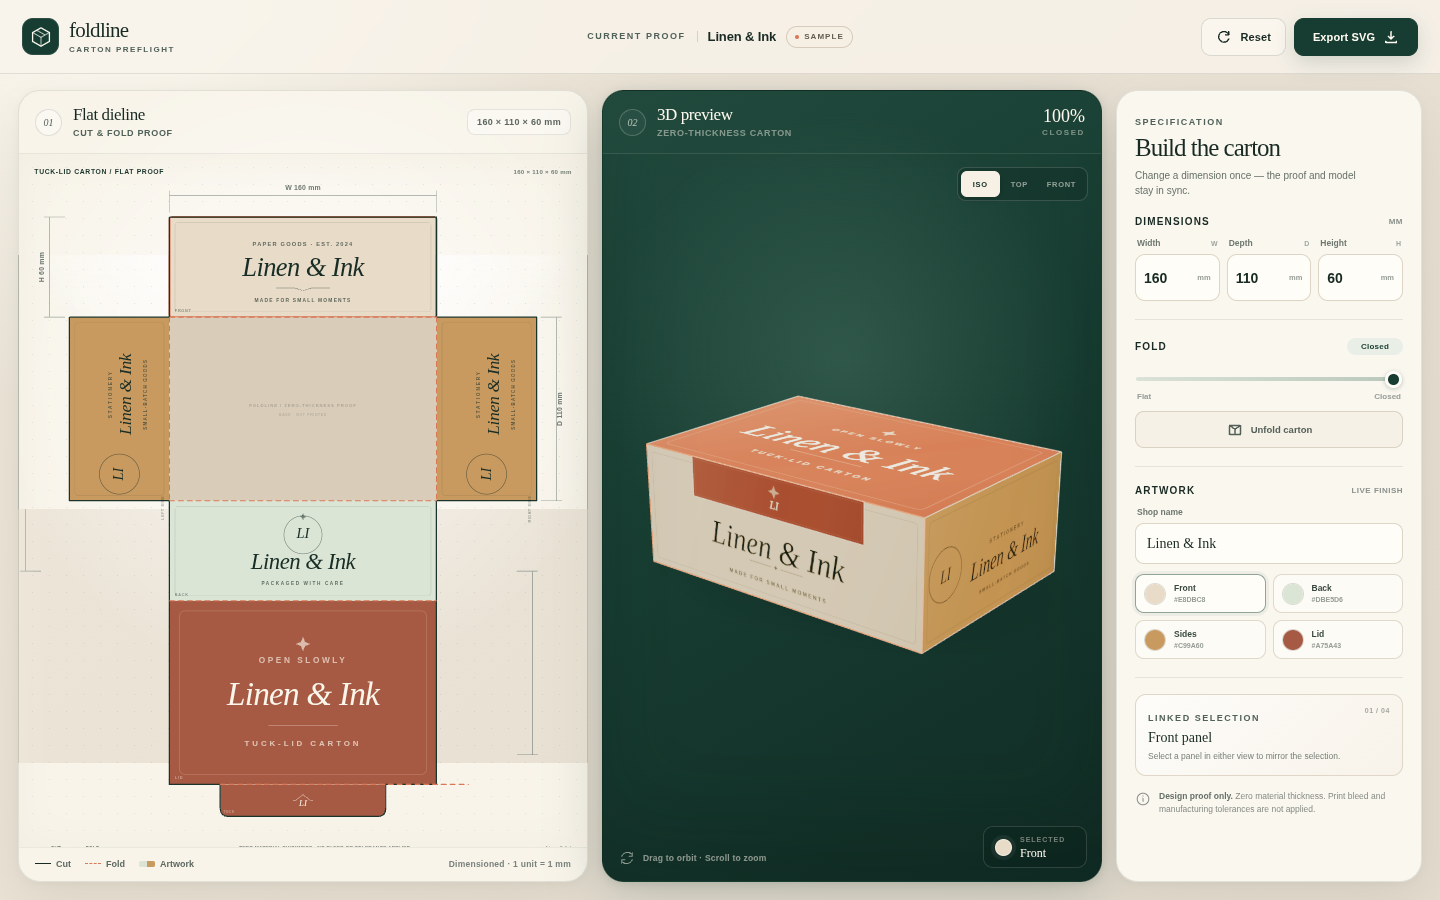 foldline
CARTON PREFLIGHT
CURRENT PROOF
Linen & Ink
SAMPLE
Reset
Export SVG
01
Flat dieline
CUT & FOLD PROOF
160 × 110 × 60 mm
TUCK-LID CARTON / FLAT PROOF
160 × 110 × 60 mm
W 160 mm
H 60 mm
PAPER GOODS · EST. 2024
Linen & Ink
MADE FOR SMALL MOMENTS
FRONT
STATIONERY
Linen & Ink
SMALL-BATCH GOODS
LI
FOLDLINE / ZERO-THICKNESS PROOF
STATIONERY
Linen & Ink
SMALL-BATCH GOODS
LI
D 110 mm
LI
Linen & Ink
PACKAGED WITH CARE
BACK
OPEN SLOWLY
Linen & Ink
TUCK-LID CARTON
LID
LI
TUCK
Cut
Fold
Artwork
Dimensioned · 1 unit = 1 mm
02
3D preview
ZERO-THICKNESS CARTON
100%
CLOSED
ISO
TOP
FRONT
OPEN SLOWLY
Linen & Ink
TUCK-LID CARTON
LI
Linen & Ink
MADE FOR SMALL MOMENTS
STATIONERY
Linen & Ink
SMALL-BATCH GOODS
LI
Drag to orbit · Scroll to zoom
SELECTED
Front
SPECIFICATION
Build the carton
Change a dimension once — the proof and model
stay in sync.
DIMENSIONS
MM
Width W
Depth D
Height H
160 mm
110 mm
60 mm
FOLD
Closed
Flat
Closed
Unfold carton
ARTWORK
LIVE FINISH
Shop name
Linen & Ink
Front
#E8DBC8
Back
#DBE5D6
Sides
#C99A60
Lid
#A75A43
01 / 04
LINKED SELECTION
Front panel
Select a panel in either view to mirror the selection.
Design proof only. Zero material thickness. Print bleed and
manufacturing tolerances are not applied.